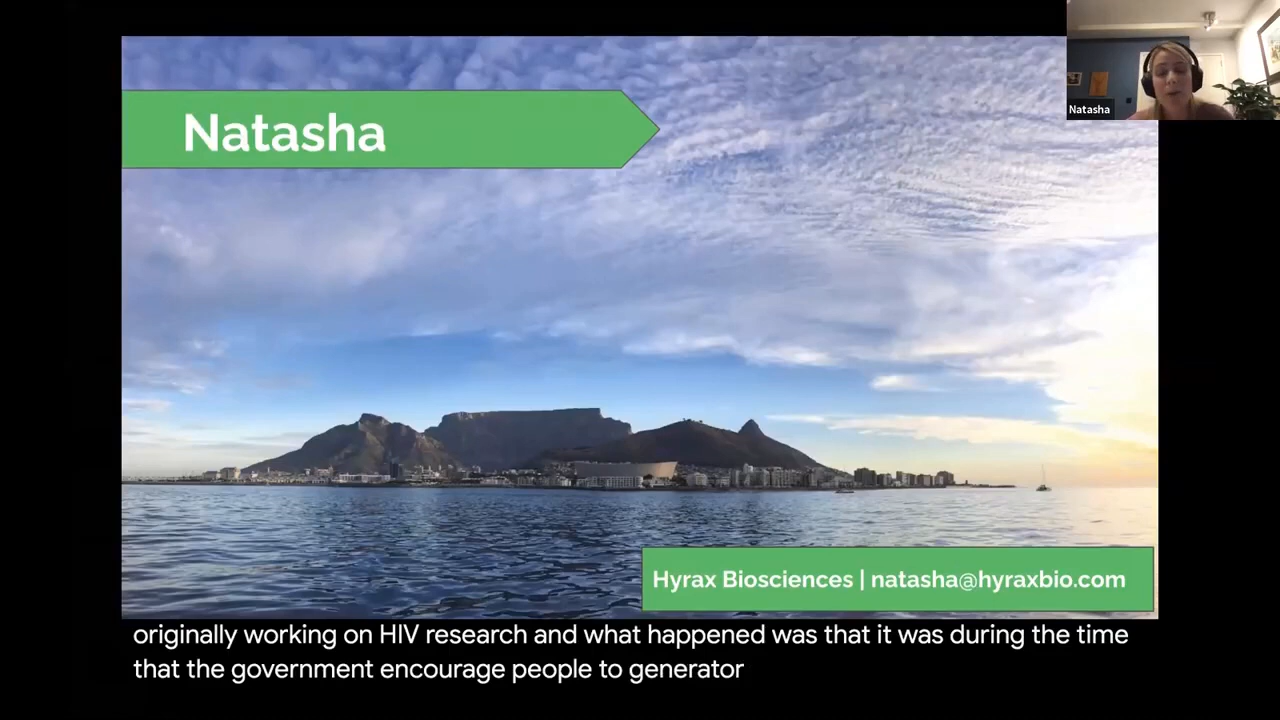 Natasha
Natasha
Hyrax Biosciences | natasha@hyraxbio.com
originally working on HIV research and what happened was that it was during the time
that the government encourage people to generator